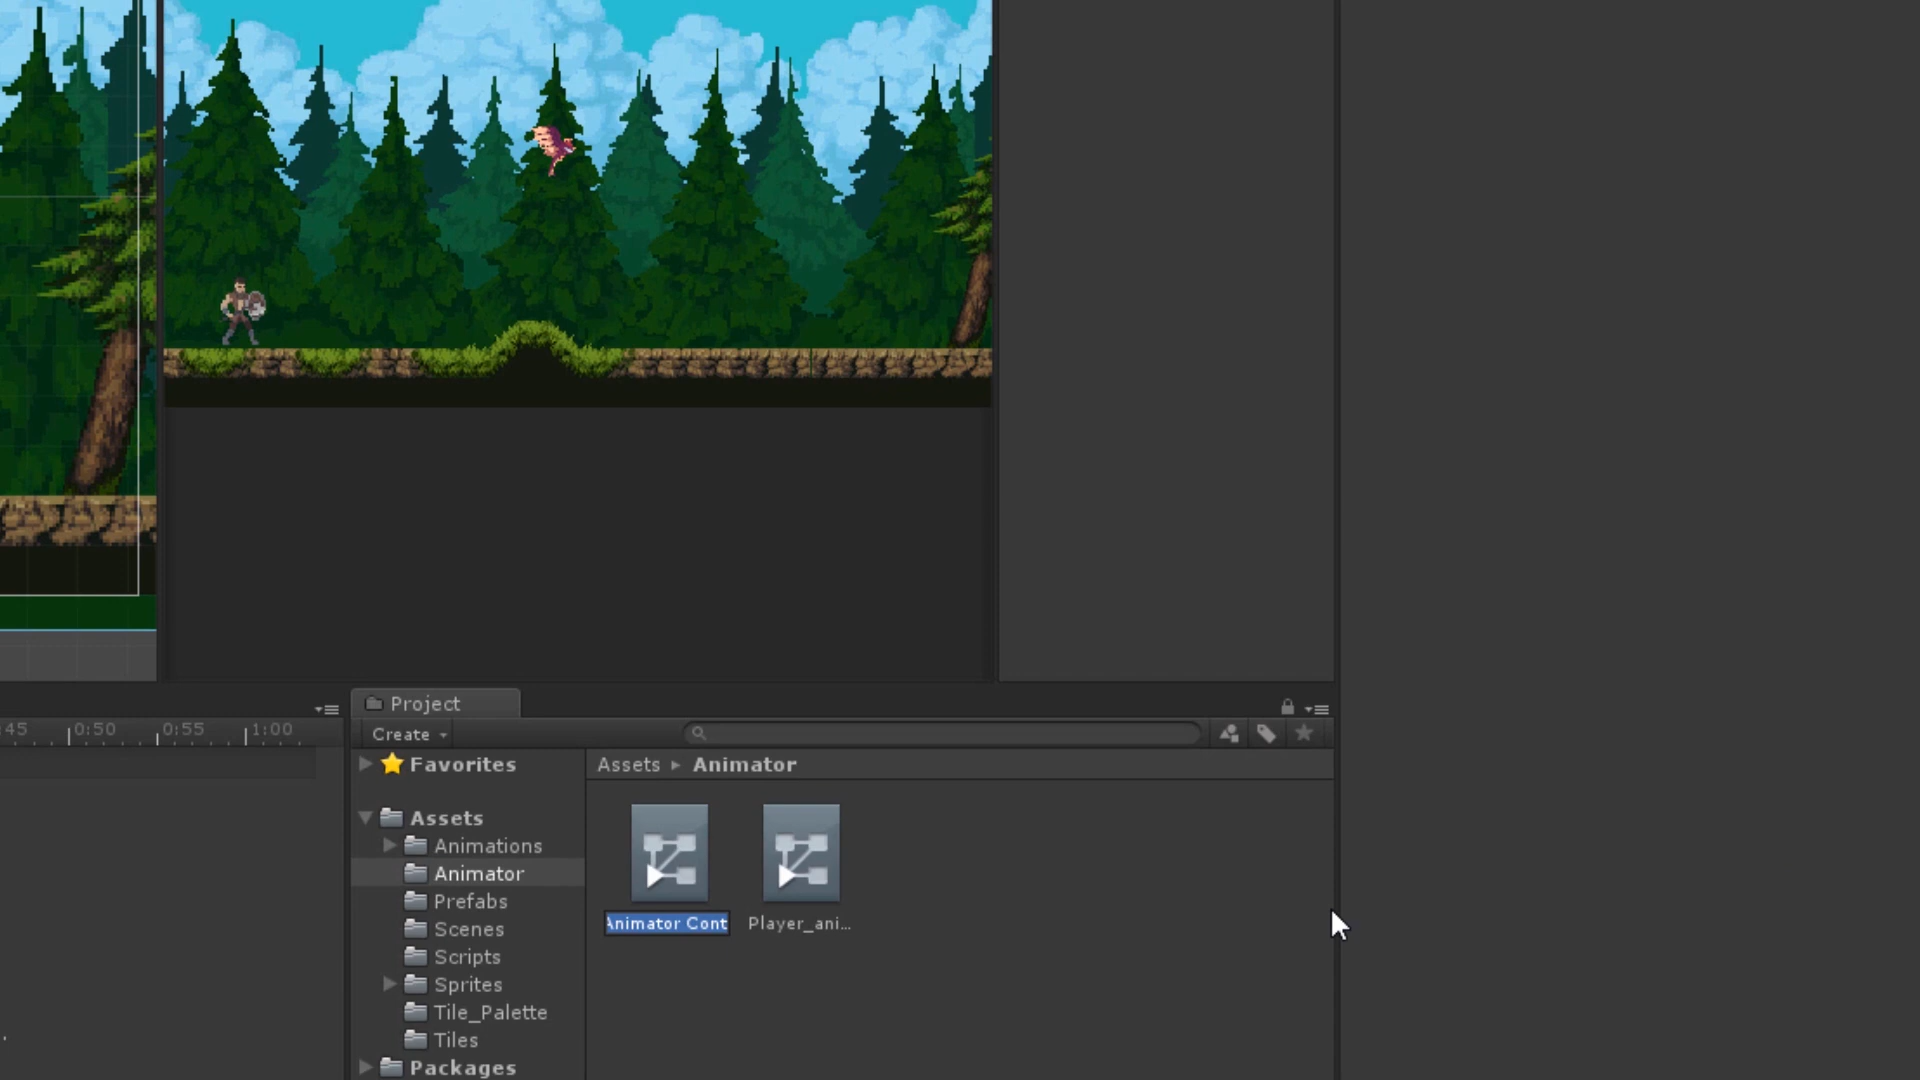 Project
:45 0:50 0:55 1:00
Create
Favorites
Assets ▸ Animator
Assets
Animations
Animator
Animator Cont
Player_ani...
Prefabs
Scenes
Scripts
Sprites
Tile_Palette
Tiles
Packages